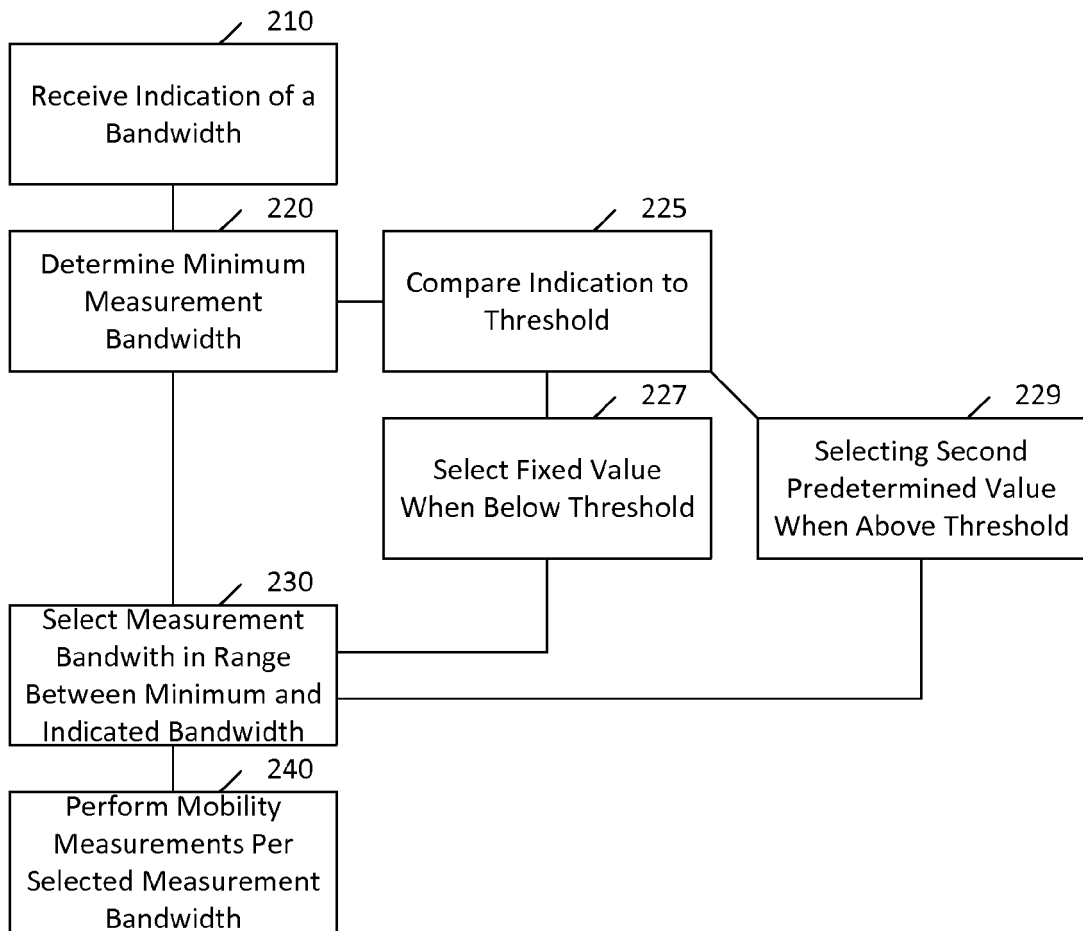 210
Receive Indication of a
Bandwidth
220
Determine Minimum
Measurement
Bandwidth
225
Compare Indication to
Threshold
227
Select Fixed Value
When Below Threshold
229
Selecting Second
Predetermined Value
When Above Threshold
230
Select Measurement
Bandwith in Range
Between Minimum and
Indicated Bandwidth
240
Perform Mobility
Measurements Per
Selected Measurement
Bandwidth